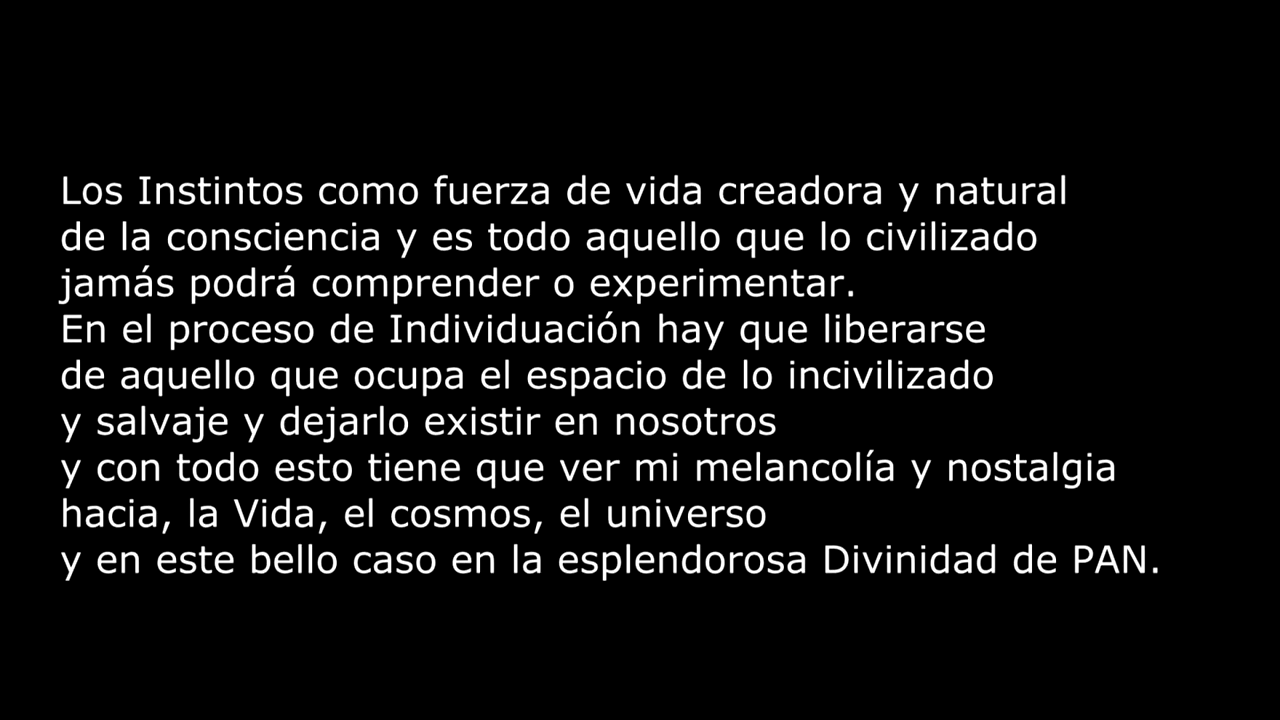 Los Instintos como fuerza de vida creadora y natural
de la consciencia y es todo aquello que lo civilizado
jamás podrá comprender o experimentar.
En el proceso de Individuación hay que liberarse
de aquello que ocupa el espacio de lo incivilizado
y salvaje y dejarlo existir en nosotros
y con todo esto tiene que ver mi melancolía y nostalgia
hacia, la Vida, el cosmos, el universo
y en este bello caso en la esplendorosa Divinidad de PAN.